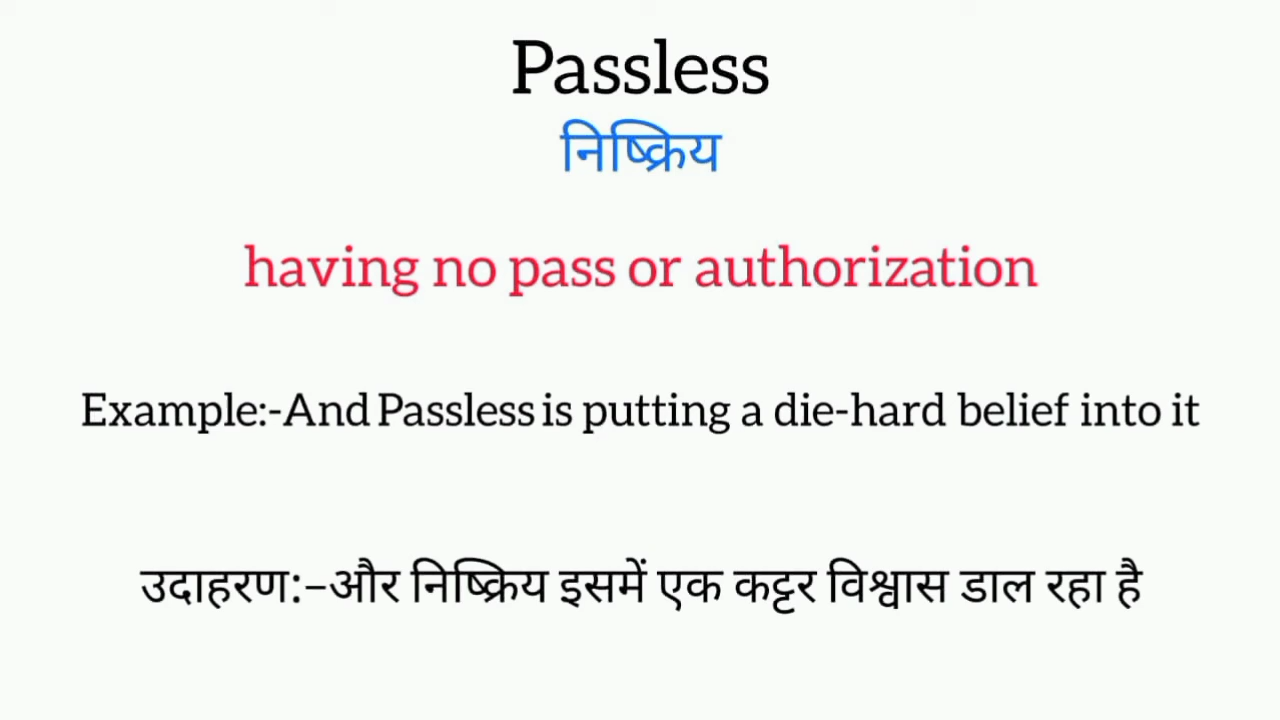 Passless
निष्क्रिय
having no pass or authorization
Example:-And Passless is putting a die-hard belief into it
उदाहरण:–और निष्क्रिय इसमें एक कट्टर विश्वास डाल रहा है